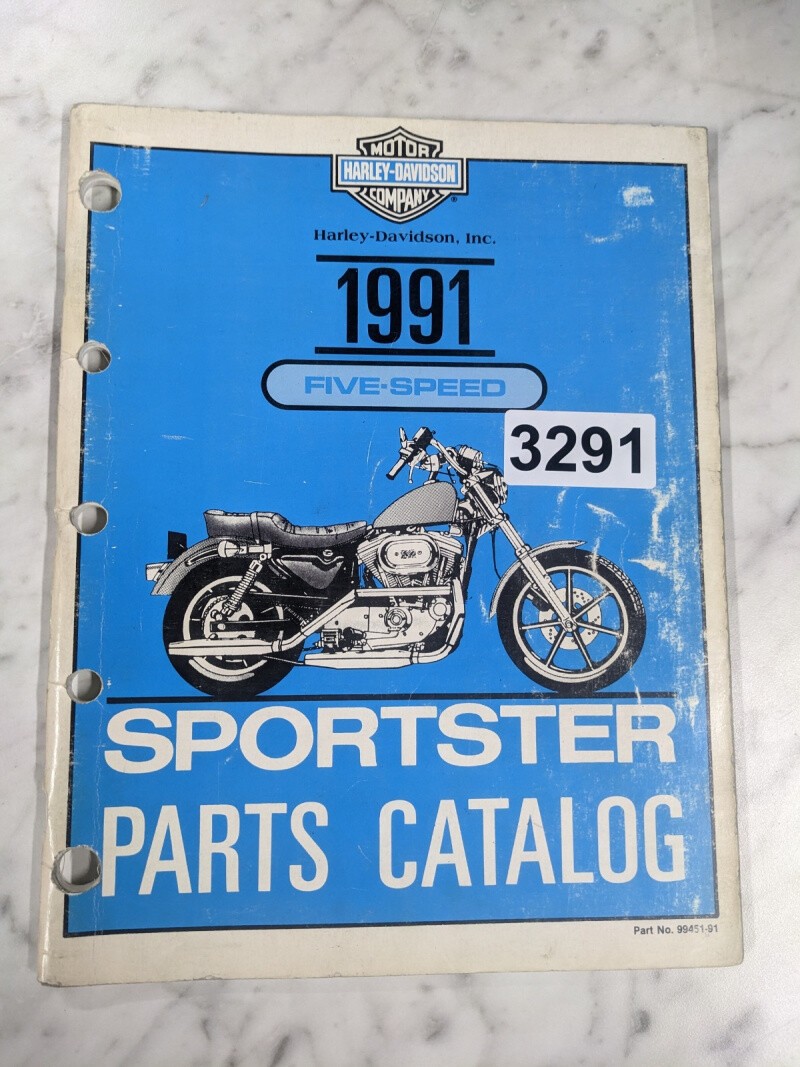 MOTOR
HARLEY-DAVIDSON
COMPANY
®
Harley-Davidson, Inc.
1991
FIVE-SPEED
3291
SPORTSTER
PARTS CATALOG
Part No. 99451-91